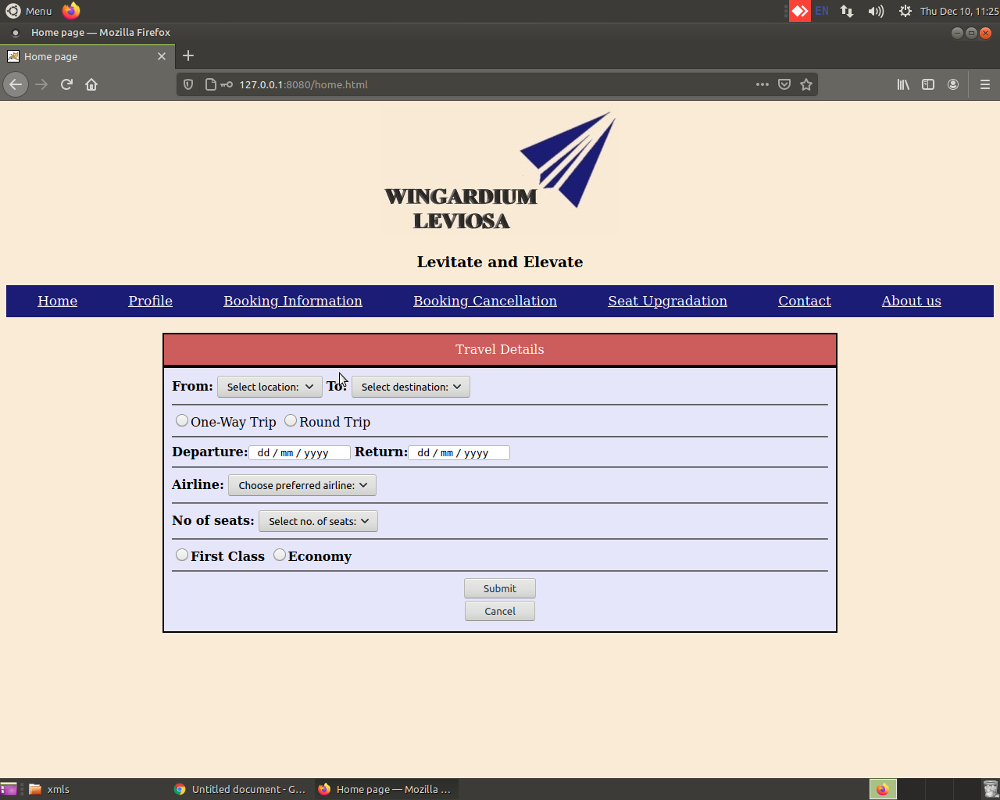 Menu EN Thu Dec 10, 11:25
Home page — Mozilla Firefox
Home page
127.0.0.1:8080/home.html
WINGARDIUM
LEVIOSA
Levitate and Elevate
Home Profile Booking Information Booking Cancellation Seat Upgradation Contact About us
Travel Details
From: Select location: To: Select destination:
One-Way Trip Round Trip
Departure: dd / mm / yyyy Return: dd / mm / yyyy
Airline: Choose preferred airline:
No of seats: Select no. of seats:
First Class Economy
Submit
Cancel
xmls Untitled document - G... Home page — Mozilla ...